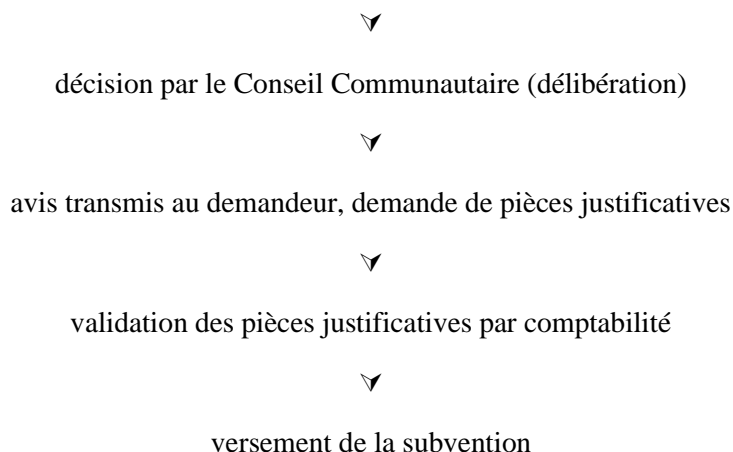 décision par le Conseil Communautaire (délibération)
avis transmis au demandeur, demande de pièces justificatives
validation des pièces justificatives par comptabilité
versement de la subvention